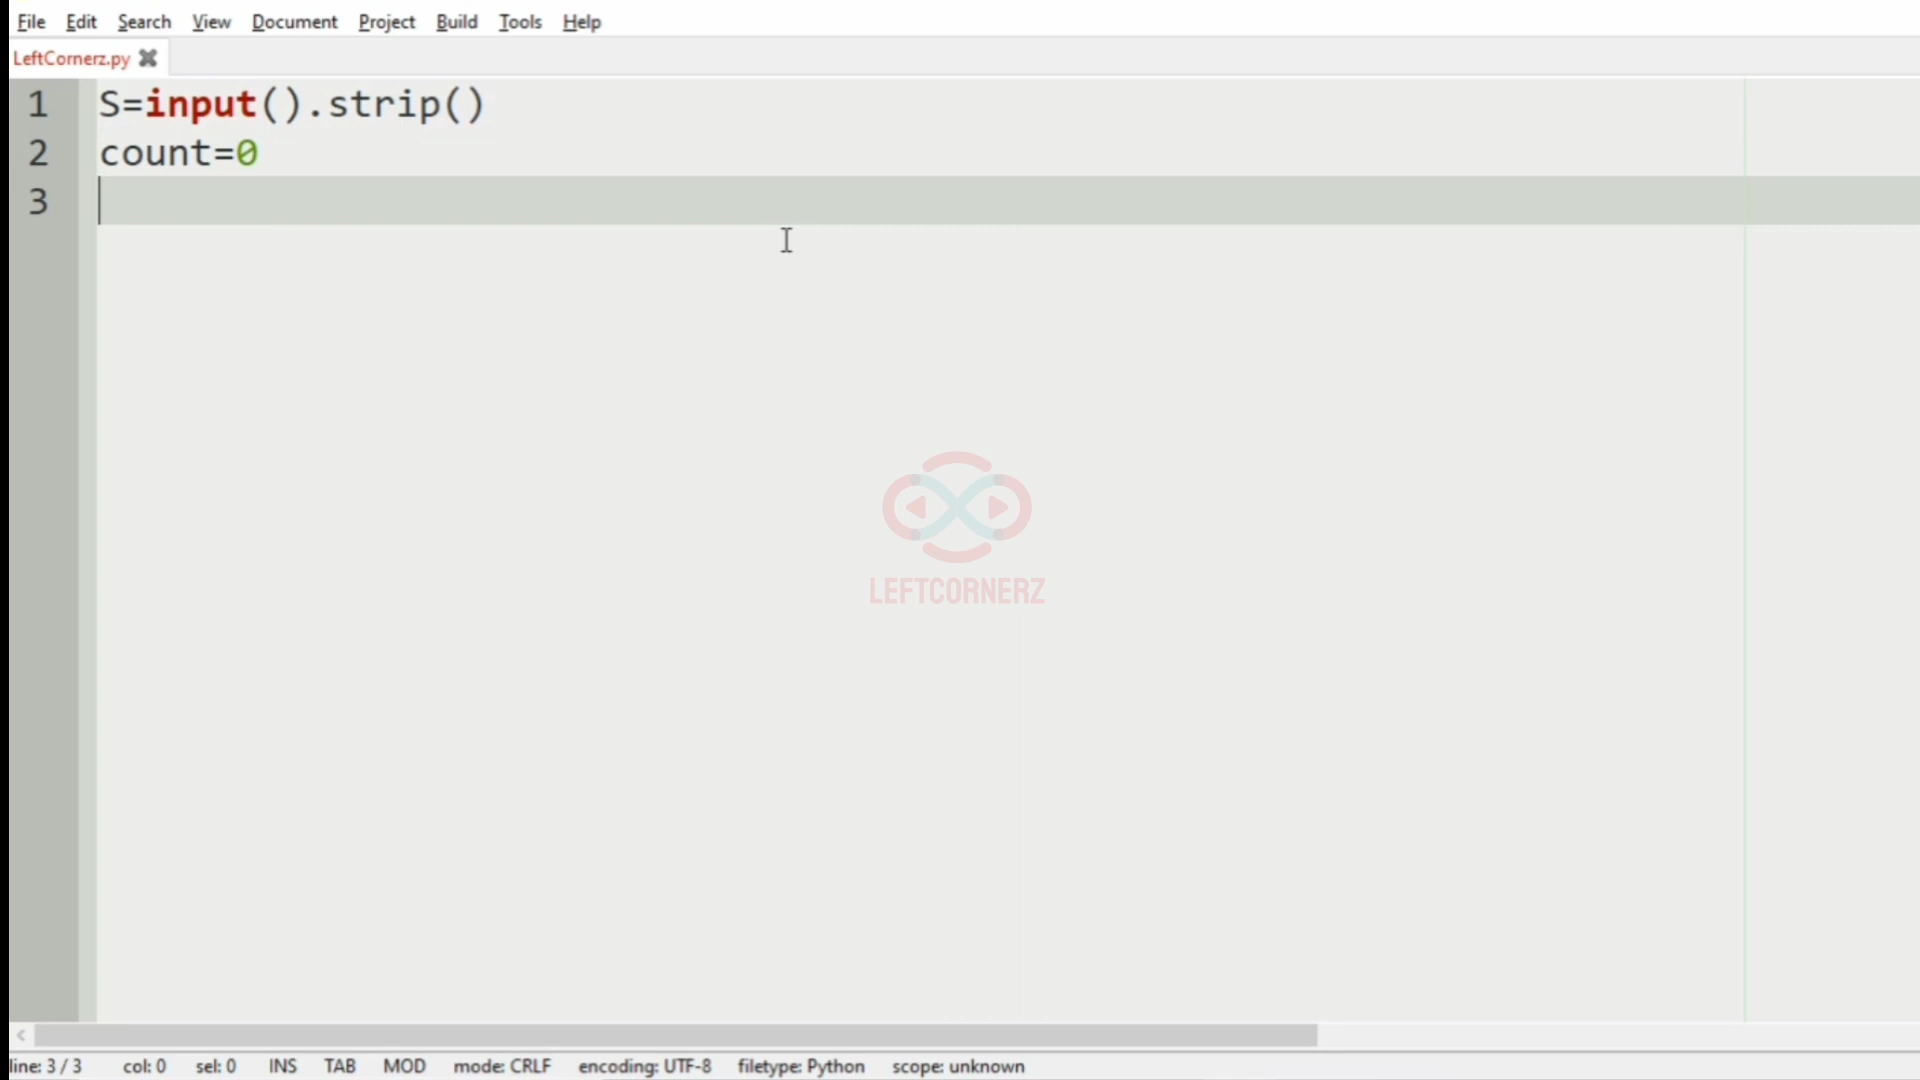 File Edit Search View Document Project Build Tools Help
LeftCornerz.py
1 S=input().strip()
2 count=0
3
LEFTCORNERZ
line: 3 / 3 col: 0 sel: 0 INS TAB MOD mode: CRLF encoding: UTF-8 filetype: Python scope: unknown